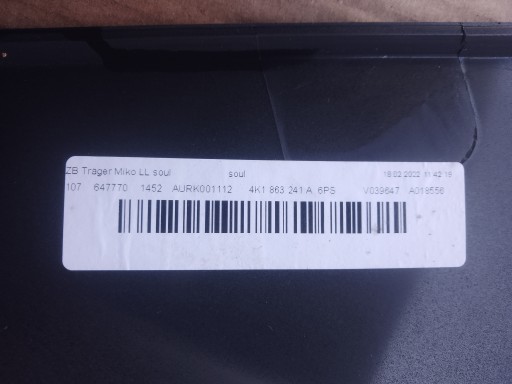 ZB Trager Miko LL soul soul 18 02 2022 11:42:19
107 647770 1452 AURK001112 4K1 863 241 A 6PS V039647 A019556